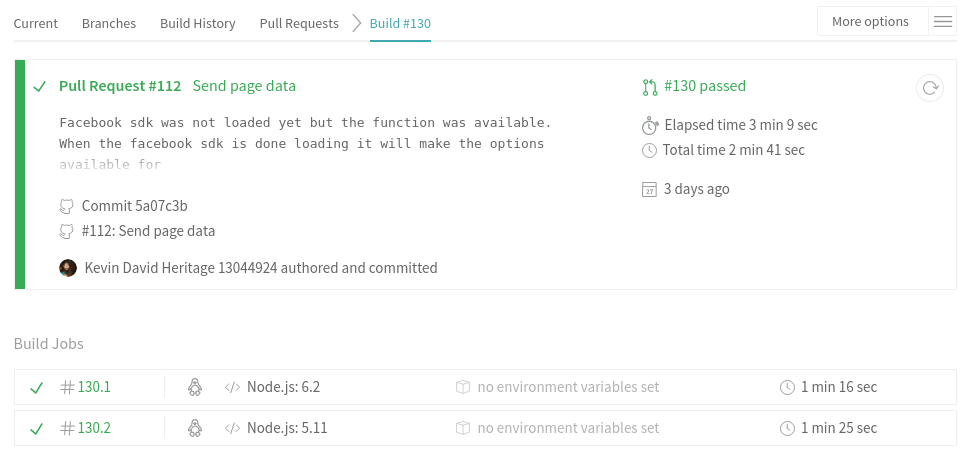 Current Branches Build History Pull Requests Build #130 More options
Pull Request #112 Send page data
#130 passed
Facebook sdk was not loaded yet but the function was available.
When the facebook sdk is done loading it will make the options
available for
Elapsed time 3 min 9 sec
Total time 2 min 41 sec
27 3 days ago
Commit 5a07c3b
#112: Send page data
Kevin David Heritage 13044924 authored and committed
Build Jobs
# 130.1 </> Node.js: 6.2 no environment variables set 1 min 16 sec
# 130.2 </> Node.js: 5.11 no environment variables set 1 min 25 sec